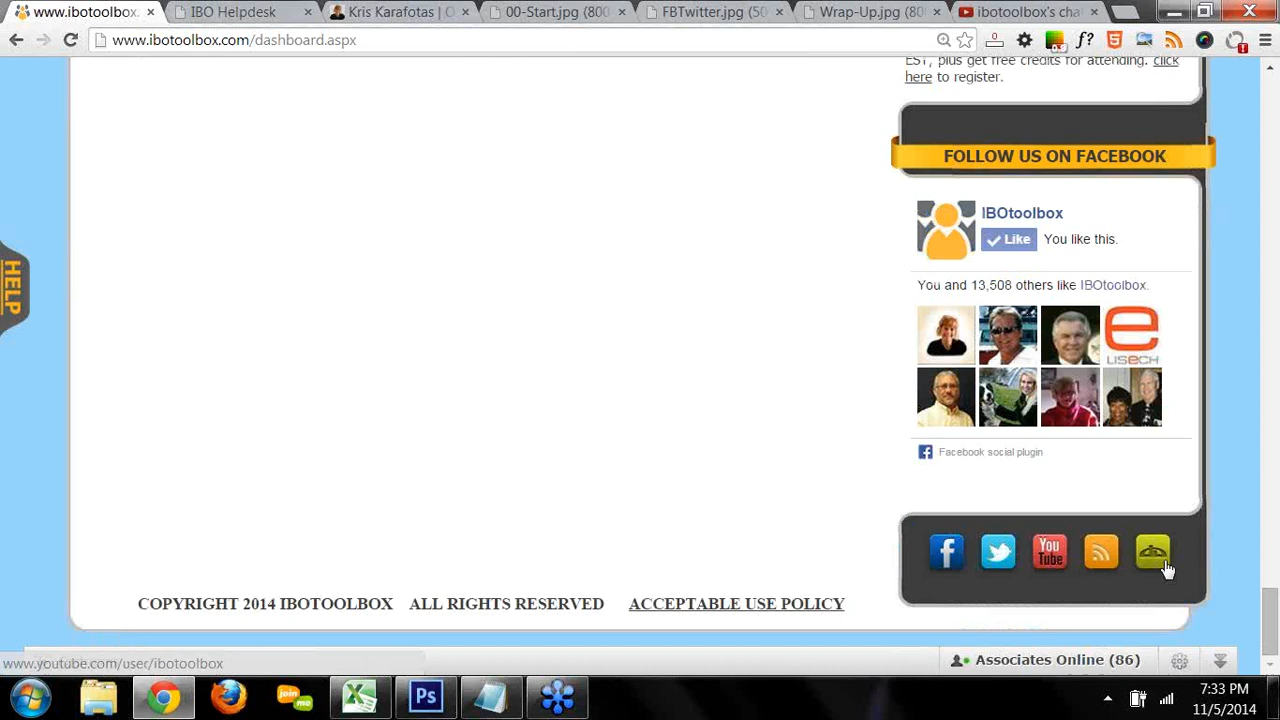 www.ibotoolbox.c
IBO Helpdesk
Kris Karafotas | O
00-Start.jpg (800
FBTwitter.jpg (50
Wrap-Up.jpg (80
ibotoolbox's cha
www.ibotoolbox.com/dashboard.aspx
EST, plus get free credits for attending. click
here to register.
FOLLOW US ON FACEBOOK
HELP
IBOtoolbox
Like You like this.
You and 13,508 others like IBOtoolbox.
e
LISECH
Facebook social plugin
f
You
Tube
COPYRIGHT 2014 IBOTOOLBOX ALL RIGHTS RESERVED ACCEPTABLE USE POLICY
www.youtube.com/user/ibotoolbox
Associates Online (86)
join
me
Ps
7:33 PM
11/5/2014